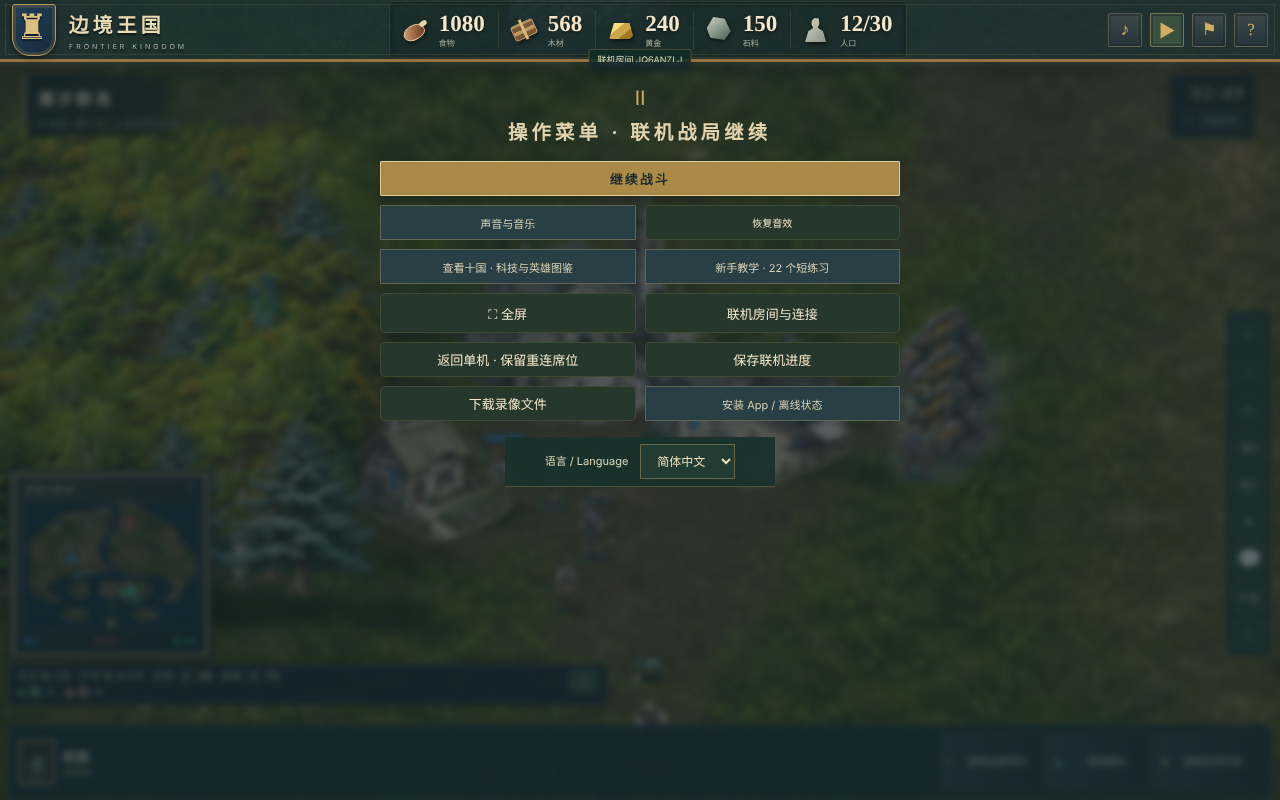 边境王国
FRONTIER KINGDOM
1080
食物
568
木材
240
黄金
150
石料
12/30
人口
♪
▶
⚑
?
操作菜单 · 联机战局继续
继续战斗
声音与音乐
恢复音效
查看十国 · 科技与英雄图鉴
新手教学 · 22 个短练习
⛶ 全屏
联机房间与连接
返回单机 · 保留重连席位
保存联机进度
下载录像文件
安装 App / 离线状态
语言 / Language
简体中文